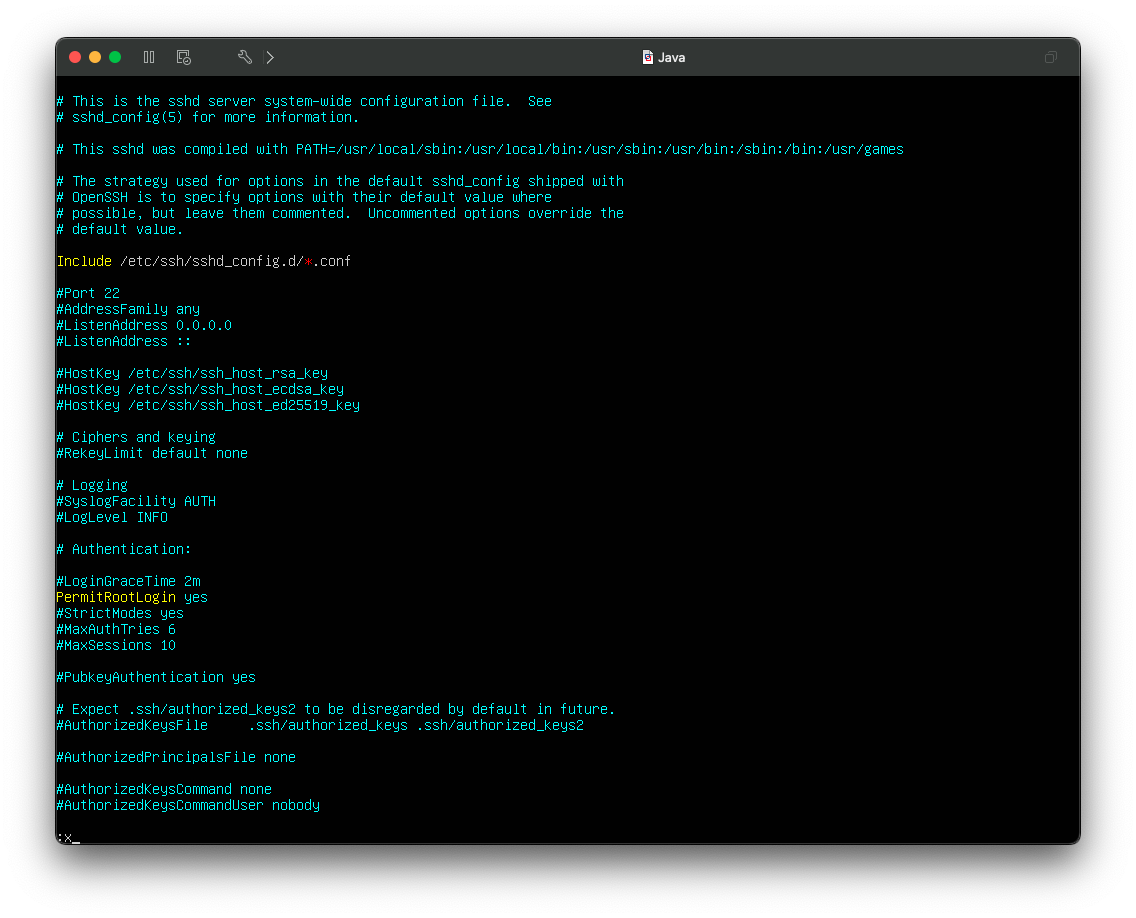 Java
# This is the sshd server system-wide configuration file.  See
# sshd_config(5) for more information.
# This sshd was compiled with PATH=/usr/local/sbin:/usr/local/bin:/usr/sbin:/usr/bin:/sbin:/bin:/usr/games
# The strategy used for options in the default sshd_config shipped with
# OpenSSH is to specify options with their default value where
# possible, but leave them commented.  Uncommented options override the
# default value.
Include /etc/ssh/sshd_config.d/*.conf
#Port 22
#AddressFamily any
#ListenAddress 0.0.0.0
#ListenAddress ::
#HostKey /etc/ssh/ssh_host_rsa_key
#HostKey /etc/ssh/ssh_host_ecdsa_key
#HostKey /etc/ssh/ssh_host_ed25519_key
# Ciphers and keying
#RekeyLimit default none
# Logging
#SyslogFacility AUTH
#LogLevel INFO
# Authentication:
#LoginGraceTime 2m
PermitRootLogin yes
#StrictModes yes
#MaxAuthTries 6
#MaxSessions 10
#PubkeyAuthentication yes
# Expect .ssh/authorized_keys2 to be disregarded by default in future.
#AuthorizedKeysFile     .ssh/authorized_keys .ssh/authorized_keys2
#AuthorizedPrincipalsFile none
#AuthorizedKeysCommand none
#AuthorizedKeysCommandUser nobody
:x_